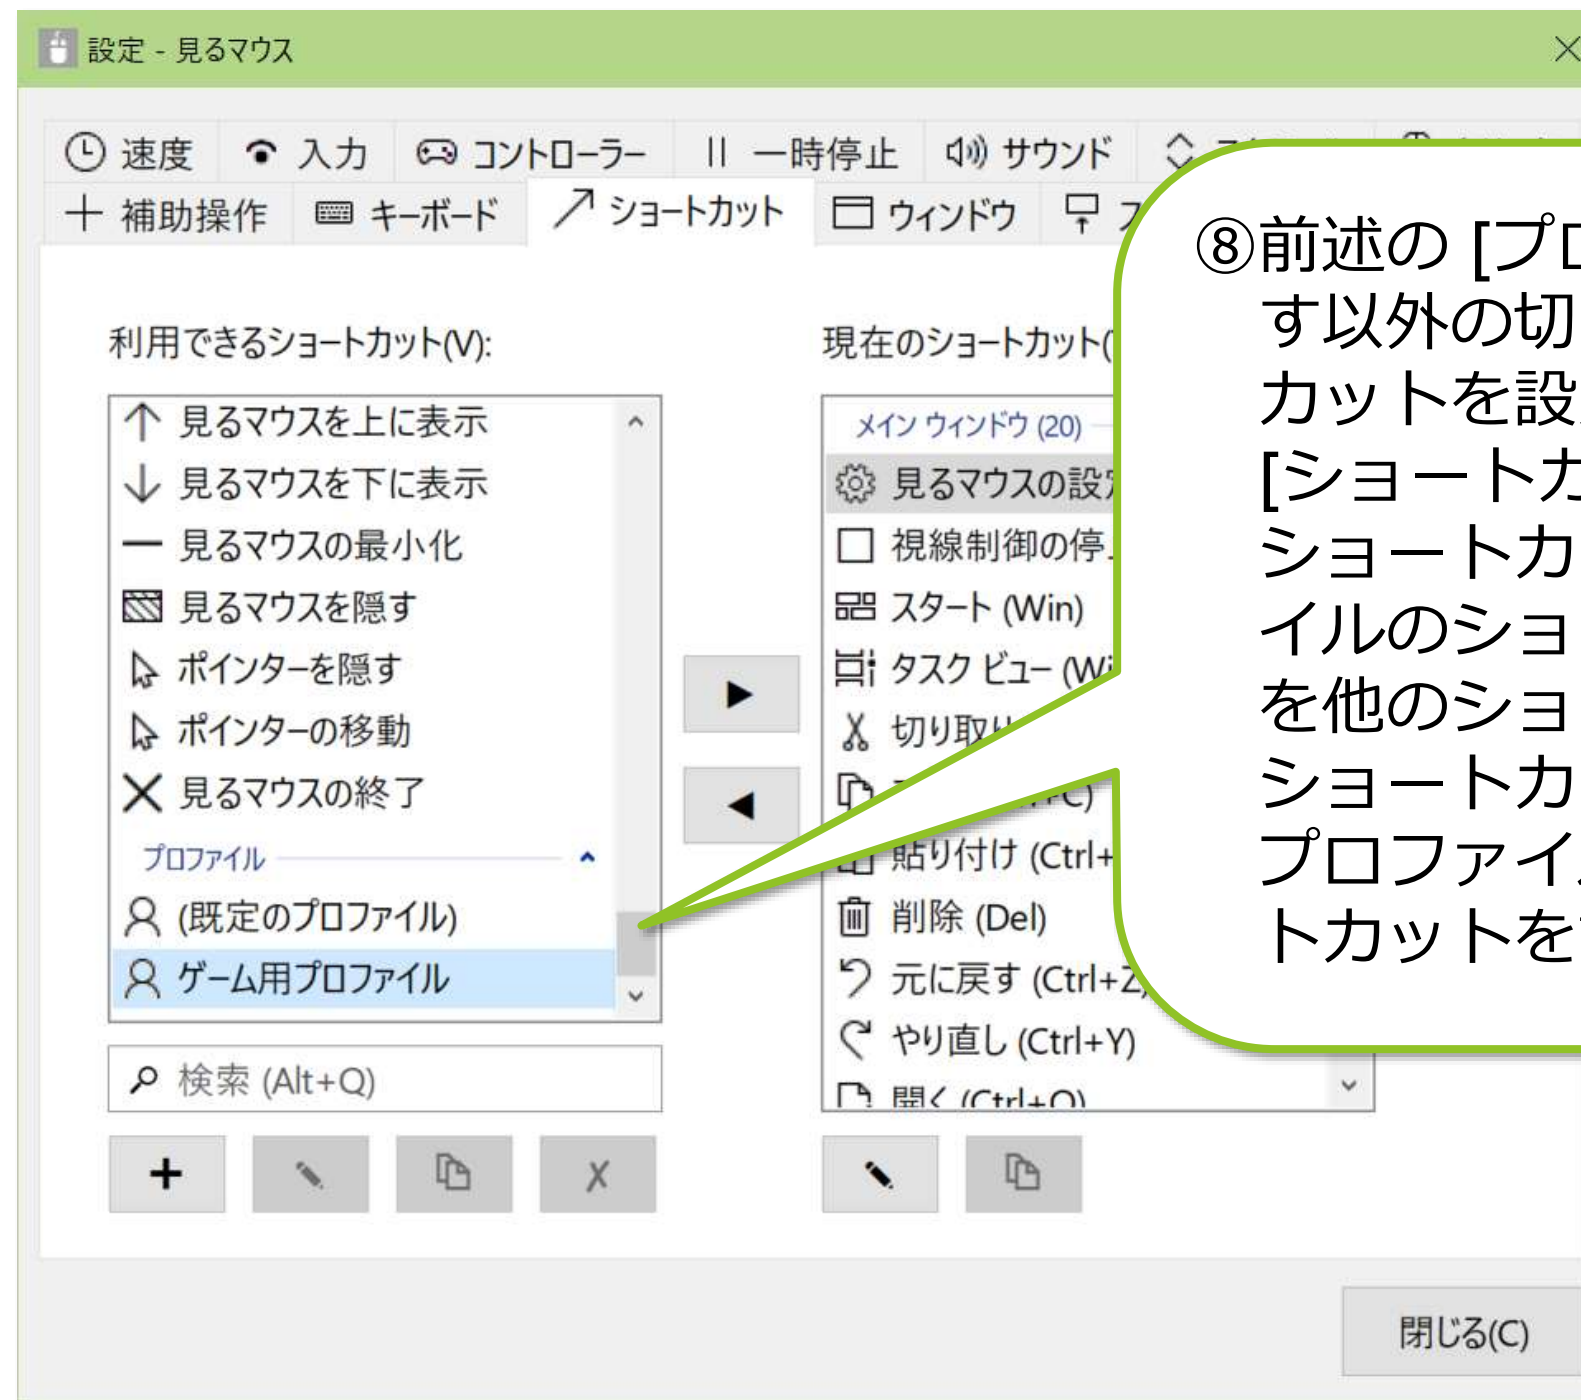 設定 - 見るマウス
速度 入力 コントローラー 一時停止 サウンド
補助操作 キーボード ショートカット ウィンドウ
利用できるショートカット(V):
見るマウスを上に表示
見るマウスを下に表示
見るマウスの最小化
見るマウスを隠す
ポインターを隠す
ポインターの移動
見るマウスの終了
プロファイル
(既定のプロファイル)
ゲーム用プロファイル
検索 (Alt+Q)
現在のショートカット(
メイン ウィンドウ (20)
見るマウスの設定
視線制御の停
スタート (Win)
タスク ビュー (Wi
切り取り
貼り付け (Ctrl+
削除 (Del)
元に戻す (Ctrl+Z)
やり直し (Ctrl+Y)
開く (Ctrl+O)
⑧前述の [プロ
す以外の切
カットを設
[ショートカ
ショートカ
イルのショ
を他のショ
ショートカ
プロファイ
トカットを
閉じる(C)